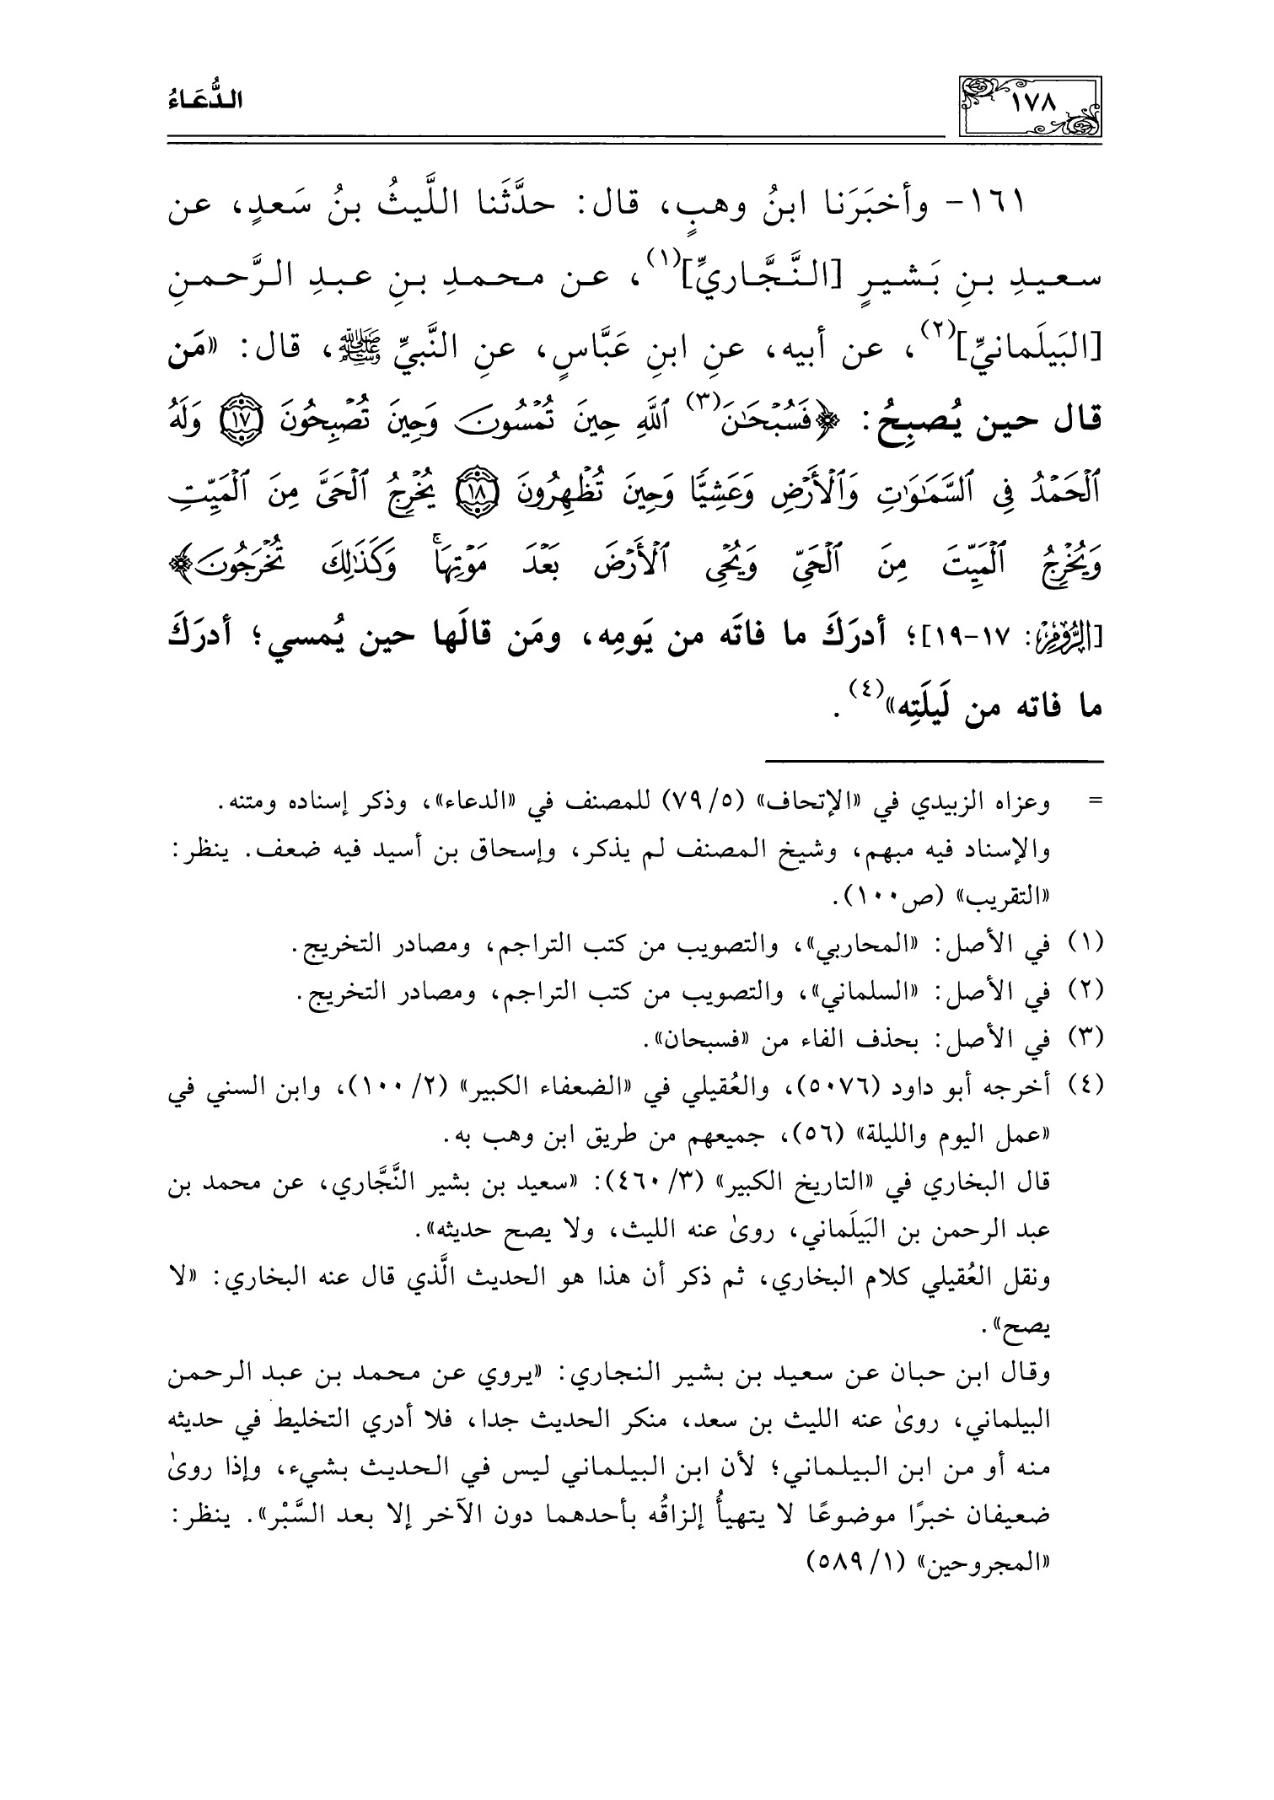 ١٧٨
الدُّعَاءُ
١٦١- وأخبَرَنا ابنُ وهبٍ، قال: حدَّثَنا اللَّيثُ بنُ سَعدٍ، عن
سعيدِ بنِ بَشيرٍ [النَّجَّاريِّ](١)، عن محمدِ بنِ عبدِ الرَّحمنِ
[البَيلَمانيِّ](٢)، عن أبيه، عنِ ابنِ عَبَّاسٍ، عنِ النَّبيِّ ﷺ، قال: «مَن
قال حين يُصبِحُ: ﴿فَسُبْحَٰنَ(٣) ٱللَّهِ حِينَ تُمْسُونَ وَحِينَ تُصْبِحُونَ ١٧ وَلَهُ
ٱلْحَمْدُ فِى ٱلسَّمَٰوَٰتِ وَٱلْأَرْضِ وَعَشِيًّا وَحِينَ تُظْهِرُونَ ١٨ يُخْرِجُ ٱلْحَىَّ مِنَ ٱلْمَيِّتِ
وَيُخْرِجُ ٱلْمَيِّتَ مِنَ ٱلْحَىِّ وَيُحْىِ ٱلْأَرْضَ بَعْدَ مَوْتِهَا ۚ وَكَذَٰلِكَ تُخْرَجُونَ﴾
[الرُّومِ: ١٧-١٩]؛ أدرَكَ ما فاتَه من يَومِه، ومَن قالَها حين يُمسي؛ أدرَكَ
ما فاته من لَيلَتِه»(٤).
= وعزاه الزبيدي في «الإتحاف» (٥/ ٧٩) للمصنف في «الدعاء»، وذكر إسناده ومتنه.
والإسناد فيه مبهم، وشيخ المصنف لم يذكر، وإسحاق بن أسيد فيه ضعف. ينظر:
«التقريب» (ص١٠٠).
(١) في الأصل: «المحاربي»، والتصويب من كتب التراجم، ومصادر التخريج.
(٢) في الأصل: «السلماني»، والتصويب من كتب التراجم، ومصادر التخريج.
(٣) في الأصل: بحذف الفاء من «فسبحان».
(٤) أخرجه أبو داود (٥٠٧٦)، والعُقيلي في «الضعفاء الكبير» (٢/ ١٠٠)، وابن السني في
«عمل اليوم والليلة» (٥٦)، جميعهم من طريق ابن وهب به.
قال البخاري في «التاريخ الكبير» (٣/ ٤٦٠): «سعيد بن بشير النَّجَّاري، عن محمد بن
عبد الرحمن بن البَيلَماني، روىٰ عنه الليث، ولا يصح حديثه».
ونقل العُقيلي كلام البخاري، ثم ذكر أن هذا هو الحديث الَّذي قال عنه البخاري: «لا
يصح».
وقال ابن حبان عن سعيد بن بشير النجاري: «يروي عن محمد بن عبد الرحمن
البيلماني، روىٰ عنه الليث بن سعد، منكر الحديث جدا، فلا أدري التخليط في حديثه
منه أو من ابن البيلماني؛ لأن ابن البيلماني ليس في الحديث بشيء، وإذا روىٰ
ضعيفان خبرًا موضوعًا لا يتهيأُ إلزاقُه بأحدهما دون الآخر إلا بعد السَّبْر». ينظر:
«المجروحين» (١/ ٥٨٩)